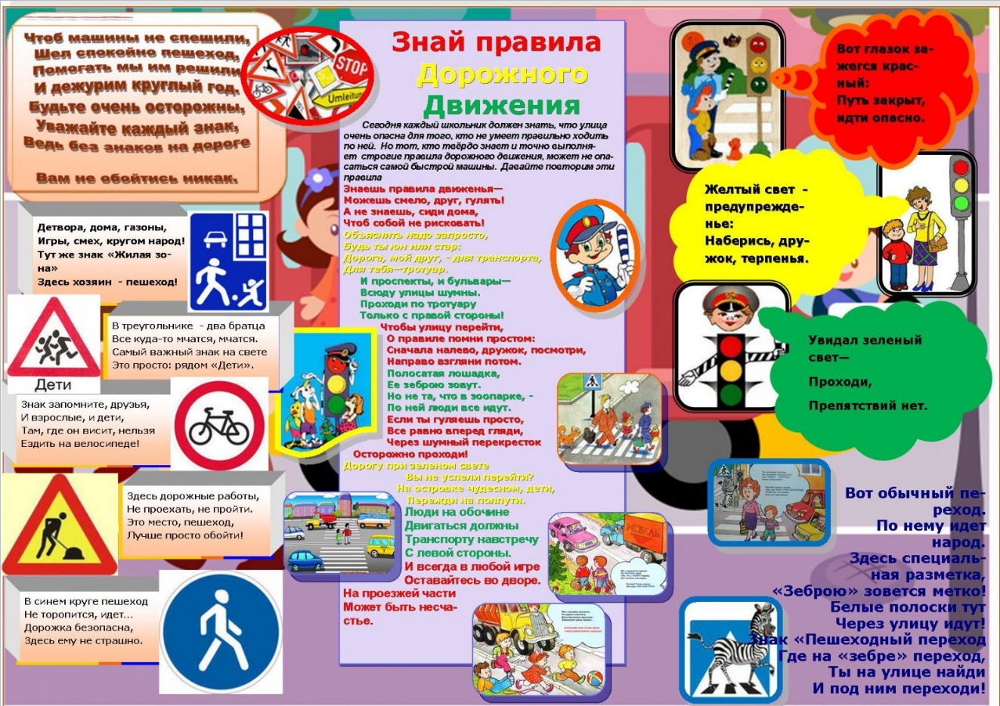 Чтоб машины не спешили,
Шел спокойно пешеход,
Помогать мы им решили
И дежурим круглый год.
Будьте очень осторожны,
Уважайте каждый знак,
Ведь без знаков на дороге
Вам не обойтись никак.
STOP
Umleitung
Детвора, дома, газоны,
Игры, смех, кругом народ!
Тут же знак «Жилая зо-
на»
Здесь хозяин - пешеход!
В треугольнике - два братца
Все куда-то мчатся, мчатся.
Самый важный знак на свете
Это просто: рядом «Дети».
Дети
Знак запомните, друзья,
И взрослые, и дети,
Там, где он висит, нельзя
Ездить на велосипеде!
Здесь дорожные работы,
Не проехать, не пройти.
Это место, пешеход,
Лучше просто обойти!
В синем круге пешеход
Не торопится, идет...
Дорожка безопасна,
Здесь ему не страшно.
Знай правила
Дорожного
Движения
Сегодня каждый школьник должен знать, что улица
очень опасна для того, кто не умеет правильно ходить
по ней. Но тот, кто твёрдо знает и точно выполня-
ет строгие правила дорожного движения, может не опа-
саться самой быстрой машины. Давайте повторим эти
правила
Знаешь правила движенья—
Можешь смело, друг, гулять!
А не знаешь, сиди дома,
Чтоб собой не рисковать!
Объяснить надо запросто,
Будь ты юн или стар:
Дорога, мой друг, - для транспорта,
Для тебя—тротуар.
И проспекты, и бульвары—
Всюду улицы шумны.
Проходи по тротуару
Только с правой стороны!
Чтобы улицу перейти,
О правиле помни простом:
Сначала налево, дружок, посмотри,
Направо взгляни потом.
Полосатая лошадка,
Ее зеброю зовут.
Но не та, что в зоопарке, -
По ней люди все идут.
Если ты гуляешь просто,
Все равно вперед гляди,
Через шумный перекресток
Осторожно проходи!
Дорогу при зеленом свете
Вы не успели перейти?
На островке чудесном, дети,
Пережди на полпути.
Люди на обочине
Двигаться должны
Транспорту навстречу
С левой стороны.
И всегда в любой игре
Оставайтесь во дворе.
На проезжей части
Может быть несча-
стье.
МЕБЕЛЬ
Вот глазок за-
жегся крас-
ный:
Путь закрыт,
идти опасно.
Желтый свет -
предупрежде-
нье:
Наберись, дру-
жок, терпенья.
Увидал зеленый
свет—
Проходи,
Препятствий нет.
Вот обычный пе-
реход.
По нему идет
народ.
Здесь специаль-
ная разметка,
«Зеброю» зовется метко!
Белые полоски тут
Через улицу идут!
Знак «Пешеходный переход
Где на «зебре» переход,
Ты на улице найди
И под ним переходи!